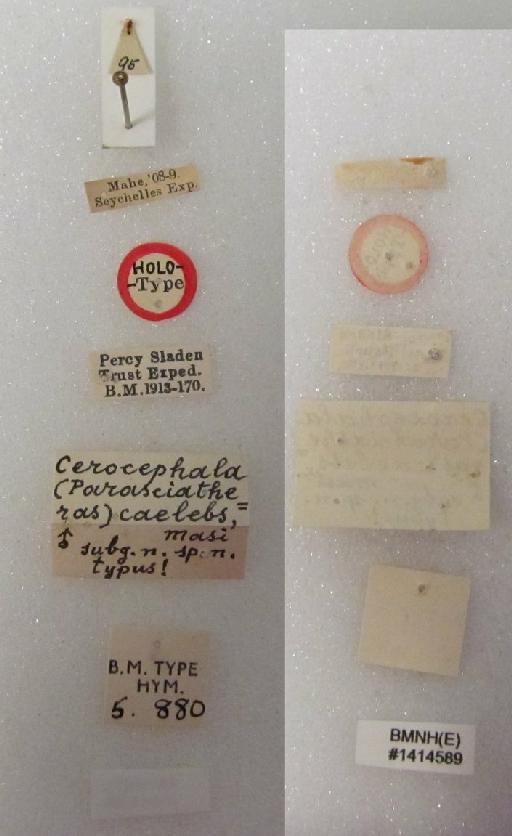 95
Mahe, '08-9.
Seychelles Exp.
HOLO-
-Type
Percy Sladen
Trust Exped.
B.M.1913-170.
Cerocephala
(Parasciathe
ras) caelebs,=
♂ masi
subg. n. sp. n.
typus!
B.M. TYPE
HYM.
5. 880
BMNH(E)
#1414589